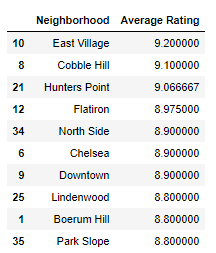 Neighborhood Average Rating
10 East Village 9.200000
8 Cobble Hill 9.100000
21 Hunters Point 9.066667
12 Flatiron 8.975000
34 North Side 8.900000
6 Chelsea 8.900000
9 Downtown 8.900000
25 Lindenwood 8.800000
1 Boerum Hill 8.800000
35 Park Slope 8.800000